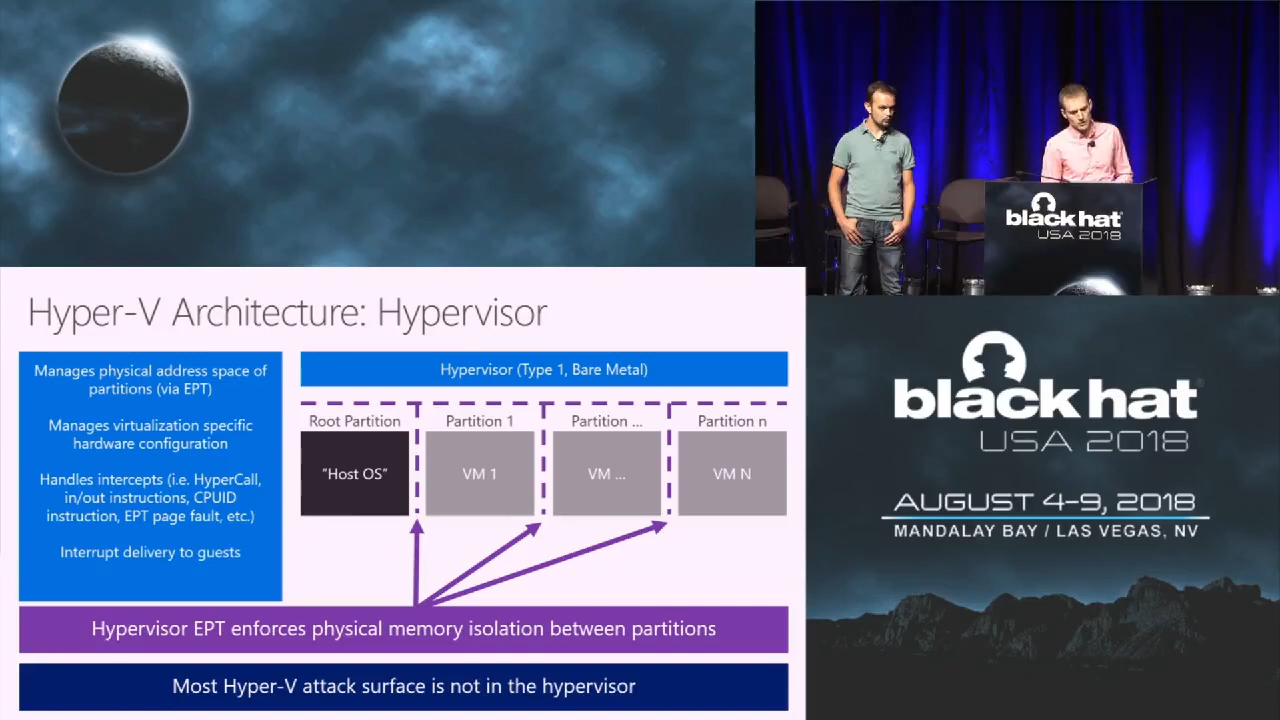 black hat
USA 2018
Hyper-V Architecture: Hypervisor
Manages physical address space of
partitions (via EPT)
Manages virtualization specific
hardware configuration
Handles intercepts (i.e. HyperCall,
in/out instructions, CPUID
instruction, EPT page fault, etc.)
Interrupt delivery to guests
Hypervisor (Type 1, Bare Metal)
Root Partition
Partition 1
Partition ...
Partition n
"Host OS"
VM 1
VM ...
VM N
Hypervisor EPT enforces physical memory isolation between partitions
Most Hyper-V attack surface is not in the hypervisor
black hat
USA 2018
AUGUST 4-9, 2018
MANDALAY BAY / LAS VEGAS, NV